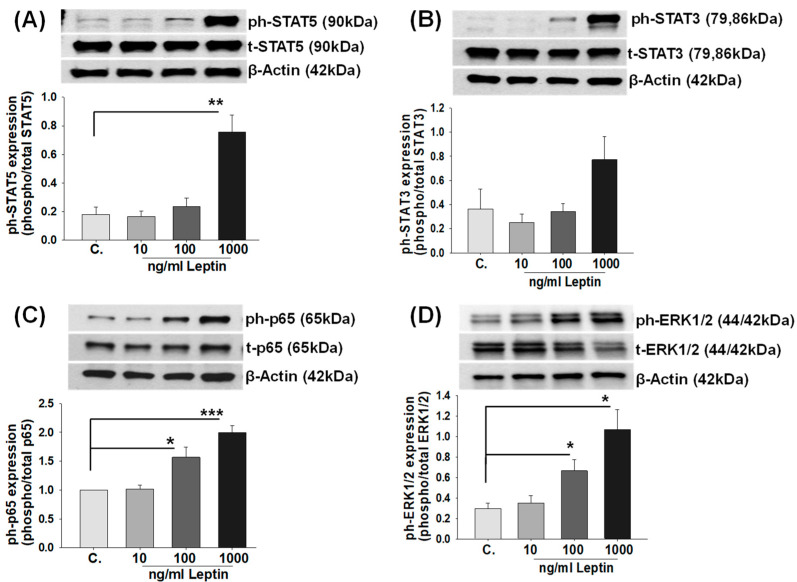 (A)
ph-STAT5 (90kDa)
t-STAT5 (90kDa)
β-Actin (42kDa)
ph-STAT5 expression
(phospho/total STAT5)
1.0
0.8
0.6
0.4
0.2
0.0
**
C. 10 100 1000
ng/ml Leptin
(B)
ph-STAT3 (79,86kDa)
t-STAT3 (79,86kDa)
β-Actin (42kDa)
ph-STAT3 expression
(phospho/total STAT3)
1.2
1.0
0.8
0.6
0.4
0.2
0.0
C. 10 100 1000
ng/ml Leptin
(C)
ph-p65 (65kDa)
t-p65 (65kDa)
β-Actin (42kDa)
ph-p65 expression
(phospho/total p65)
2.5
2.0
1.5
1.0
0.5
0.0
*
***
C. 10 100 1000
ng/ml Leptin
(D)
ph-ERK1/2 (44/42kDa)
t-ERK1/2 (44/42kDa)
β-Actin (42kDa)
ph-ERK1/2 expression
(phospho/total ERK1/2)
1.4
1.2
1.0
0.8
0.6
0.4
0.2
0.0
*
*
C. 10 100 1000
ng/ml Leptin